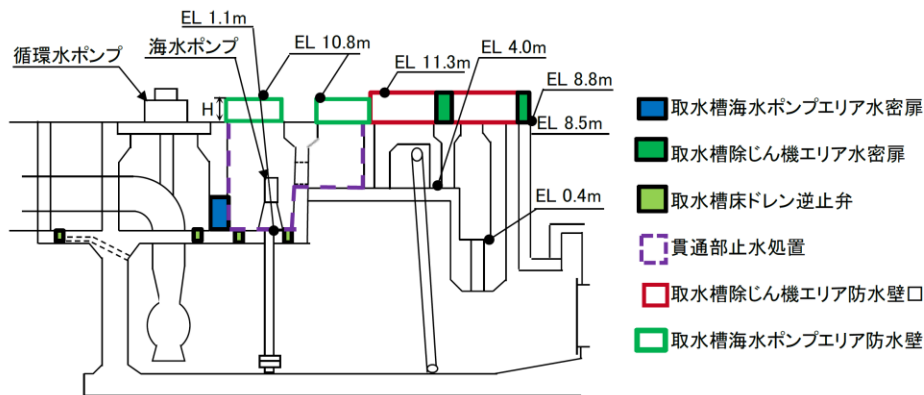 EL 1.1m
循環水ポンプ
海水ポンプ
EL 10.8m
EL 11.3m
EL 4.0m
EL 8.8m
H
EL 8.5m
EL 0.4m
取水槽海水ポンプエリア水密扉
取水槽除じん機エリア水密扉
取水槽床ドレン逆止弁
貫通部止水処置
取水槽除じん機エリア防水壁口
取水槽海水ポンプエリア防水壁